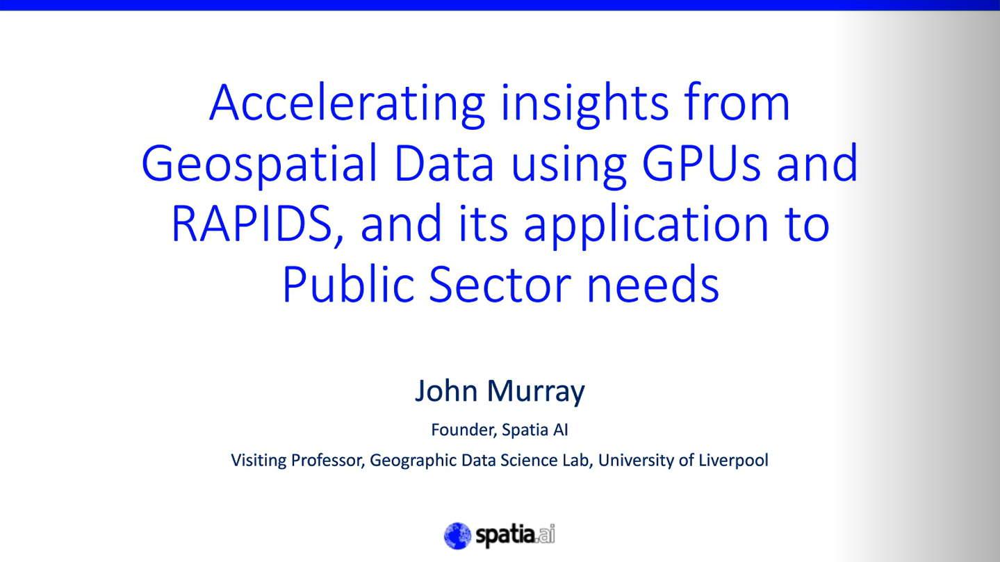 Accelerating insights from
Geospatial Data using GPUs and
RAPIDS, and its application to
Public Sector needs
John Murray
Founder, Spatia AI
Visiting Professor, Geographic Data Science Lab, University of Liverpool
spatia.ai